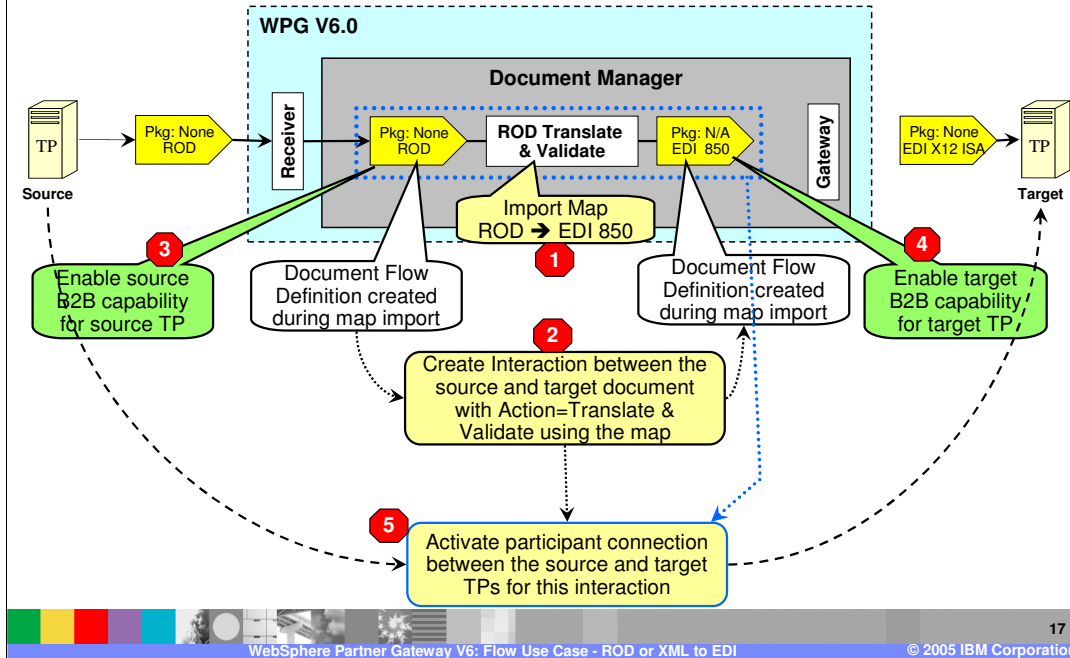 WPG V6.0
Document Manager
TP
Source
Pkg: None
ROD
Receiver
Pkg: None
ROD
ROD Translate
& Validate
Pkg: N/A
EDI 850
Gateway
Pkg: None
EDI X12 ISA
TP
Target
Import Map
ROD ➔ EDI 850
1
3
Enable source
B2B capability
for source TP
Document Flow
Definition created
during map import
Document Flow
Definition created
during map import
4
Enable target
B2B capability
for target TP
2
Create Interaction between the
source and target document
with Action=Translate &
Validate using the map
5
Activate participant connection
between the source and target
TPs for this interaction
17
WebSphere Partner Gateway V6: Flow Use Case - ROD or XML to EDI
© 2005 IBM Corporation